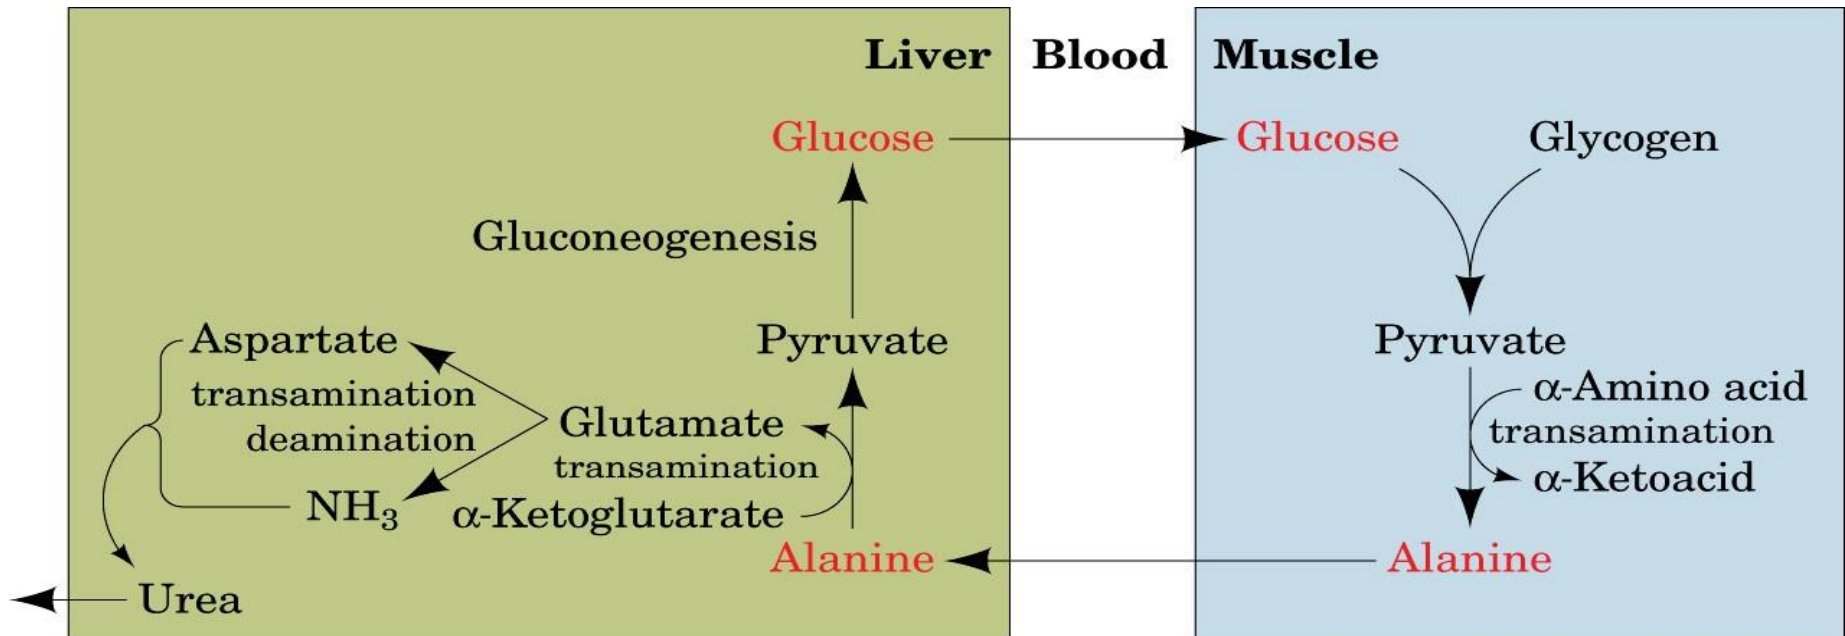 Liver Blood Muscle
Glucose
Glucose
Glycogen
Gluconeogenesis
Aspartate
Pyruvate
Pyruvate
transamination
deamination
Glutamate
transamination
α-Ketoglutarate
NH₃
α-Amino acid
transamination
α-Ketoacid
Alanine
Alanine
Urea